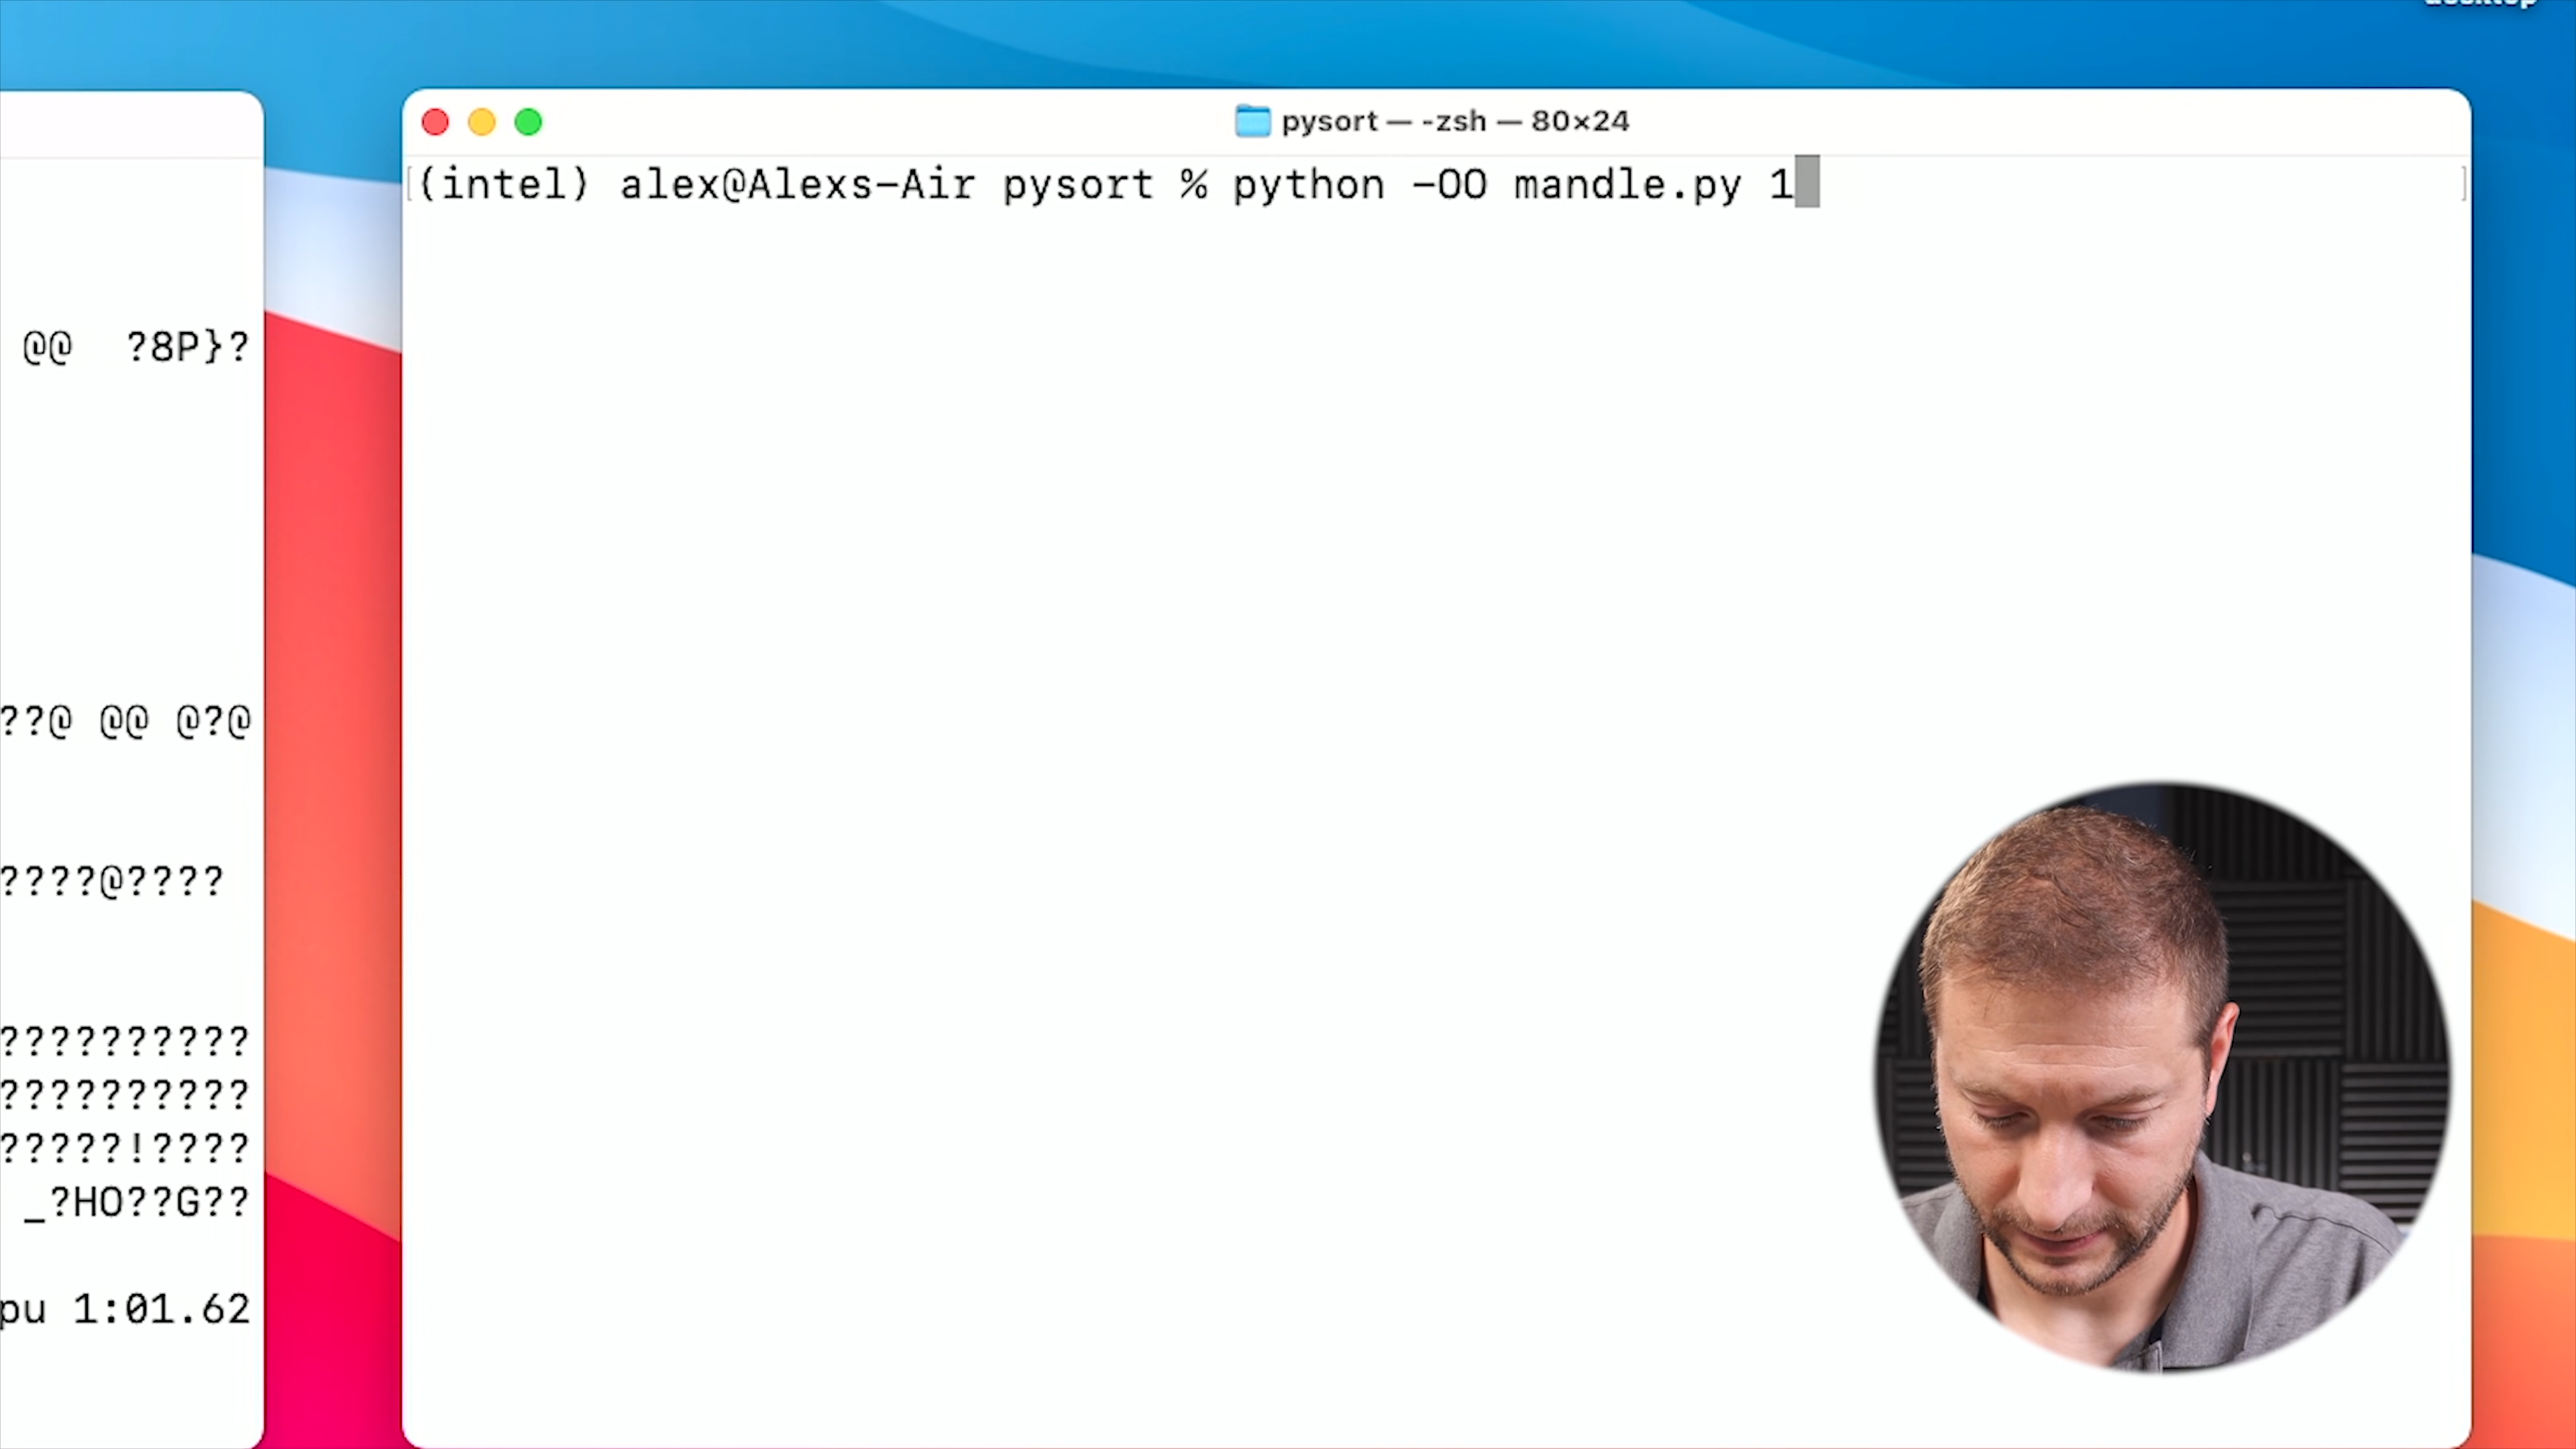 desktop
pysort — -zsh — 80×24
(intel) alex@Alexs-Air pysort % python -OO mandle.py 1
@@  ?8P}?
??@ @@ @?@
????@????
??????????
??????????
?????!????
_?HO??G??
pu 1:01.62